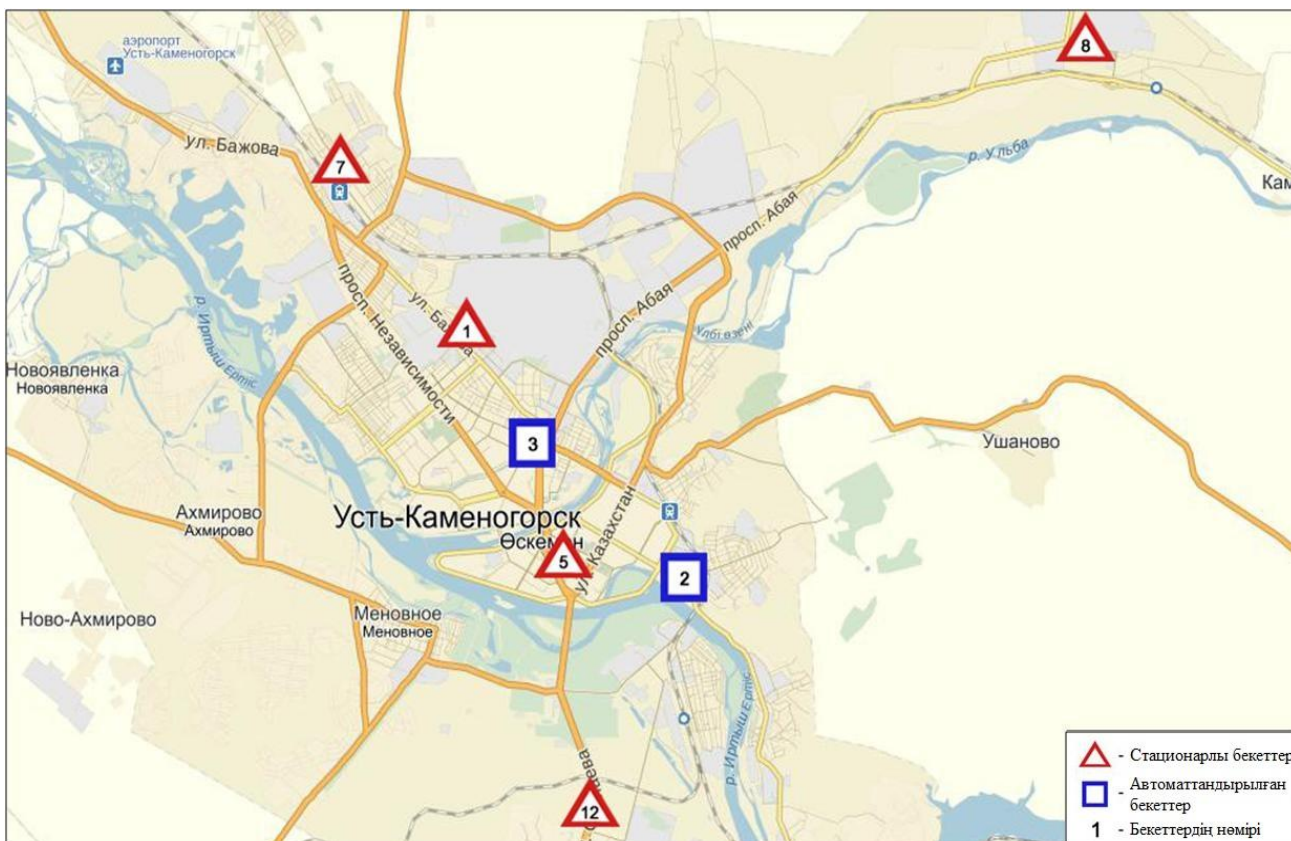 аэропорт
Усть-Каменогорск
8
ул. Бажова
7
р. Ульба
Кам
просп. Абая
просп. Независимости
ул. Ба
ва
1
просп. Абая
Үлбі өзені
р. Иртыш Ертіс
Новоявленка
Новоявленка
3
Ушаново
Ахмирово
Ахмирово
Усть-Каменогорск
Өскемен
5
ул. Казахстан
2
Ново-Ахмирово
Меновное
Меновное
р. Иртыш Ертіс
12
- Стационарлы бекеттер
- Автоматтандырылған
бекеттер
1 - Бекеттердің нөмірі